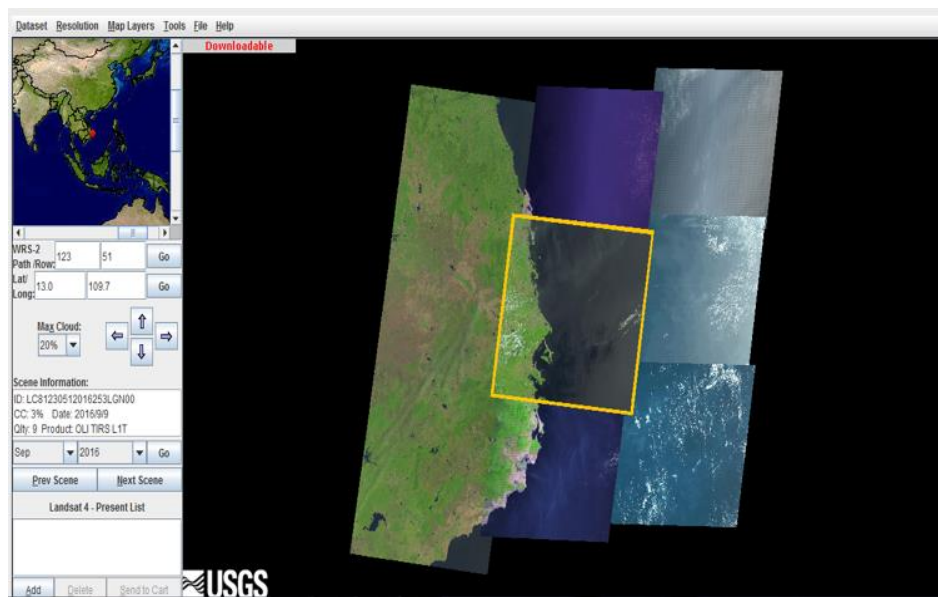 Dataset Resolution Map Layers Tools File Help
Downloadable
WRS-2
Path /Row: 123 51 Go
Lat/
Long: 13.0 109.7 Go
Max Cloud:
20%
Scene Information:
ID: LC81230512016253LGN00
CC: 3% Date: 2016/9/9
Qlty: 9 Product: OLI TIRS L1T
Sep 2016 Go
Prev Scene Next Scene
Landsat 4 - Present List
Add Delete Send to Cart
USGS